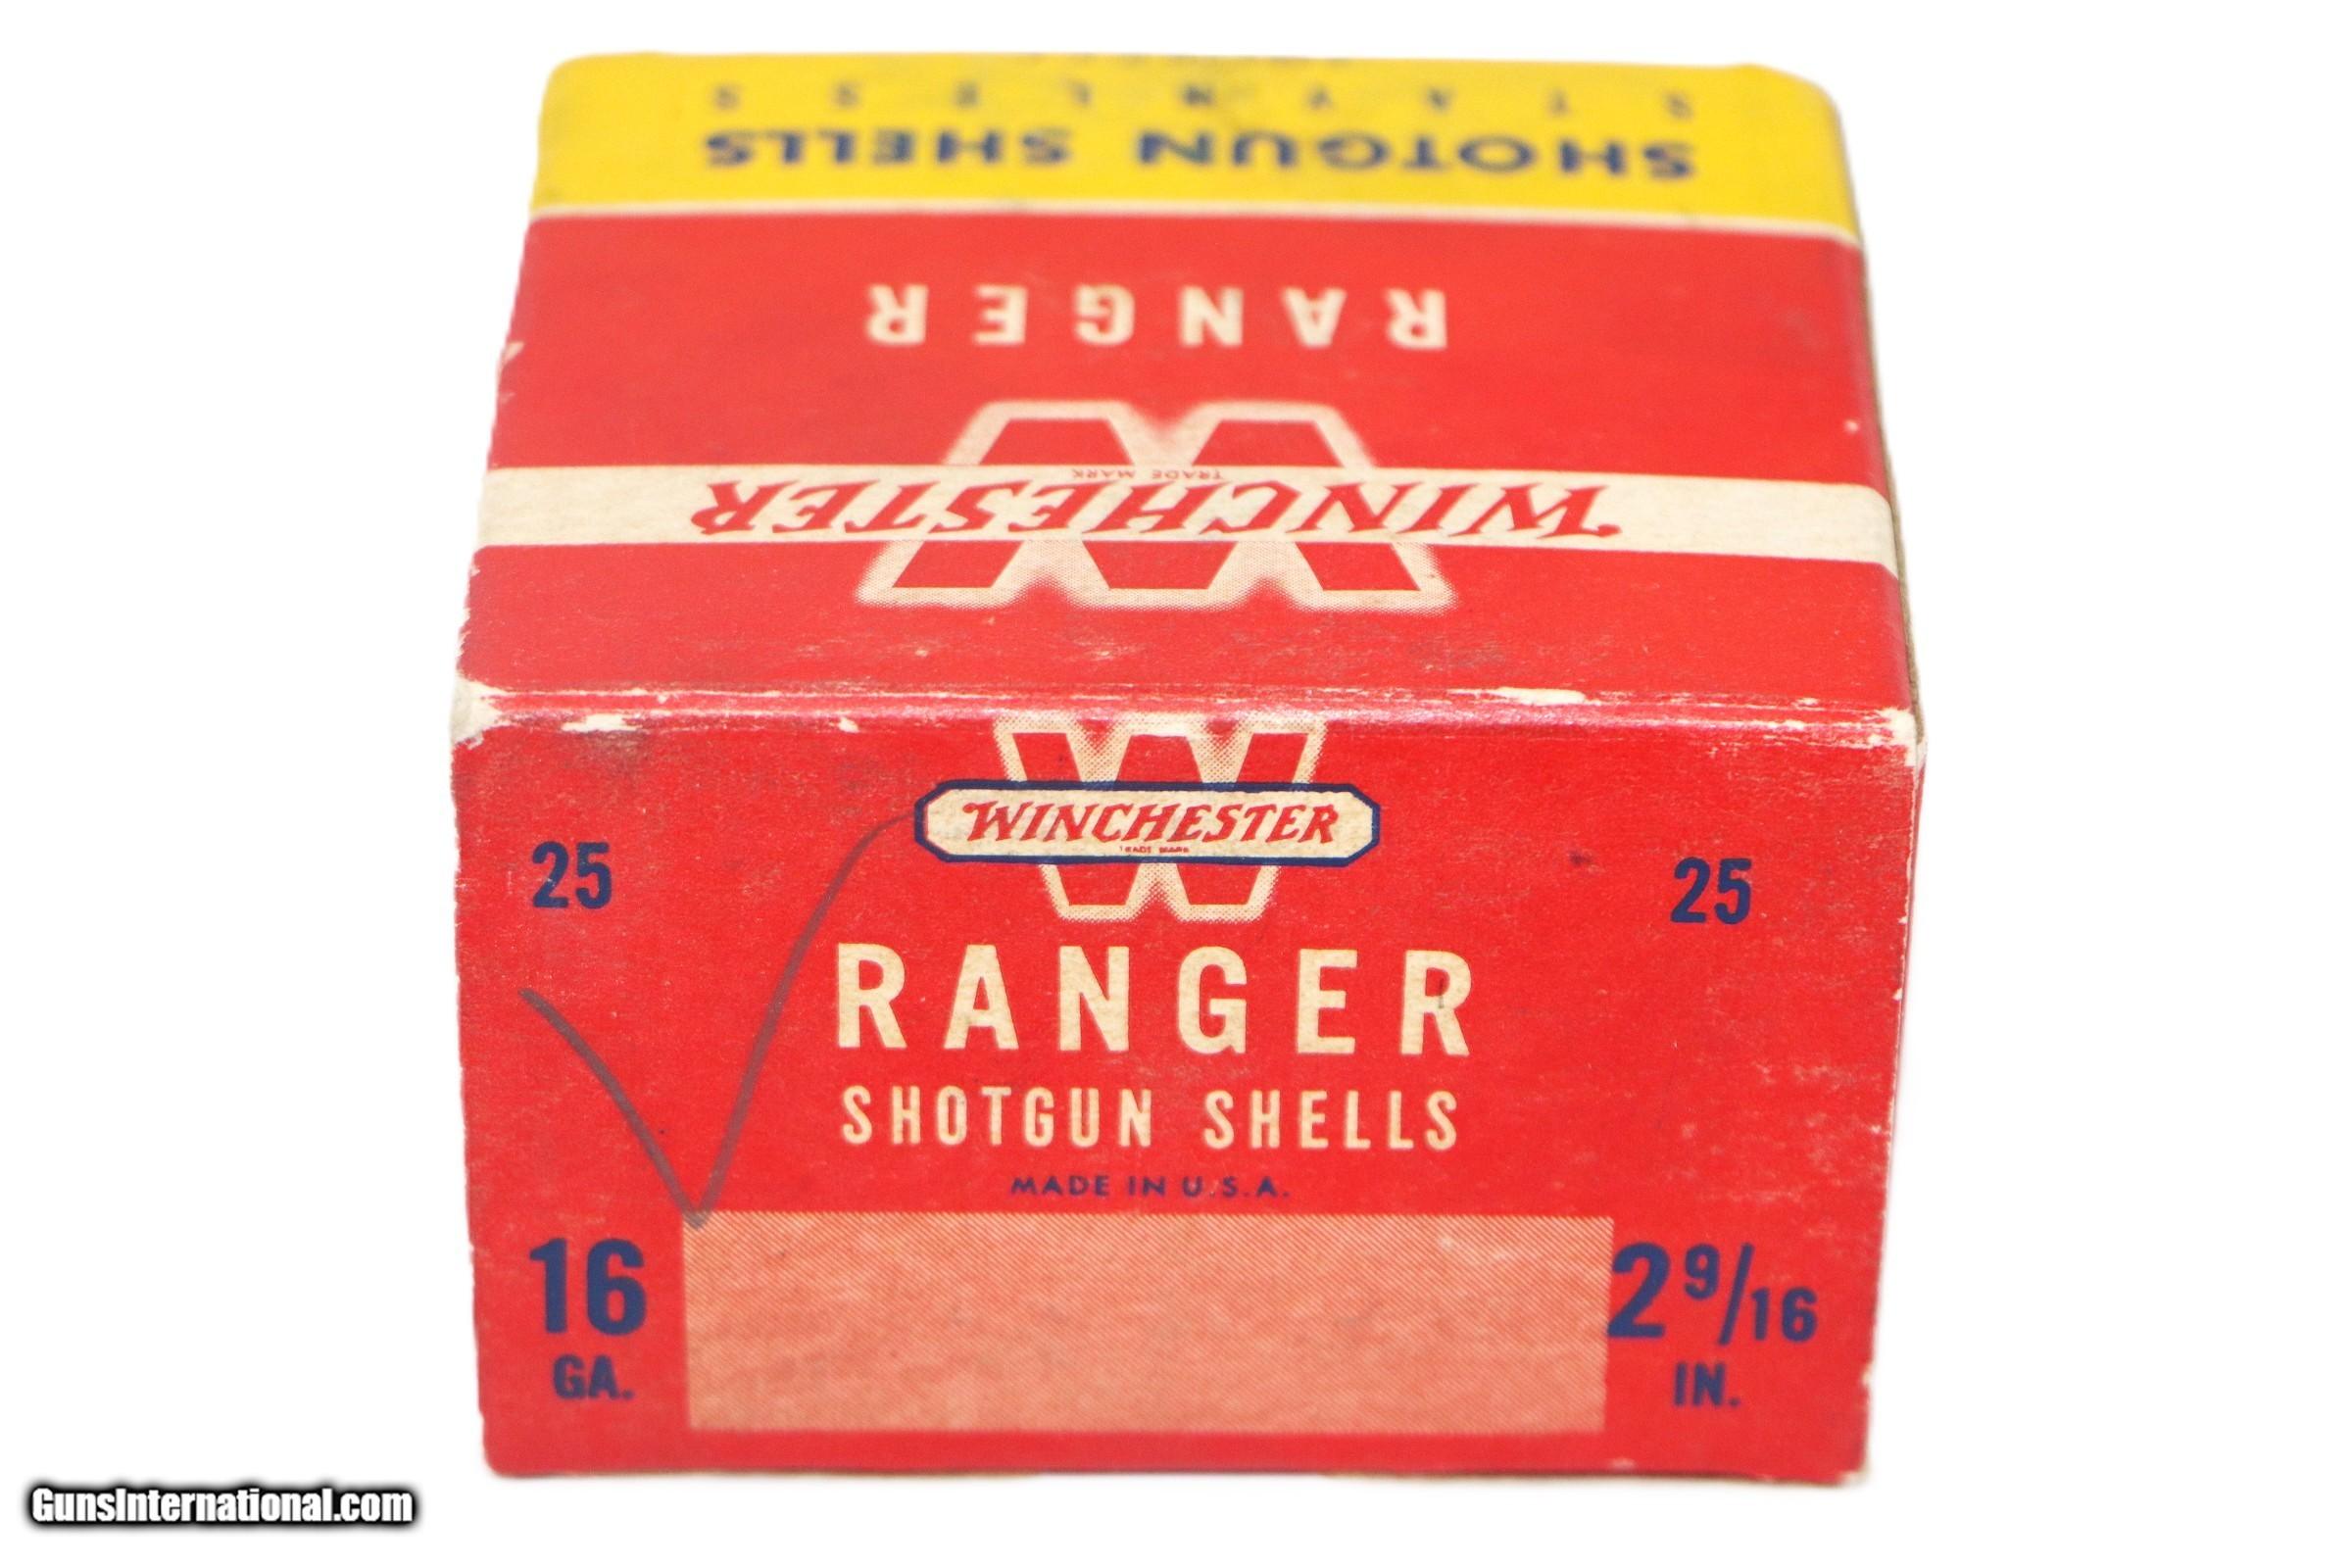 WINCHESTER
TRADE MARK
RANGER
SHOTGUN SHELLS
STAYNLESS
WINCHESTER
TRADE MARK
25 25
RANGER
SHOTGUN SHELLS
MADE IN U.S.A.
16 2 9/16
GA. IN.
GunsInternational.com